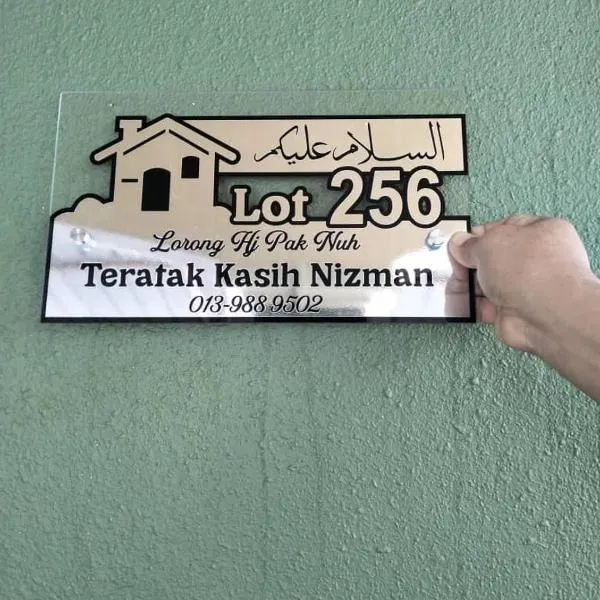 السلام عليكم
Lot 256
Lorong Hj Pak Nuh
Teratak Kasih Nizman
013-988 9502